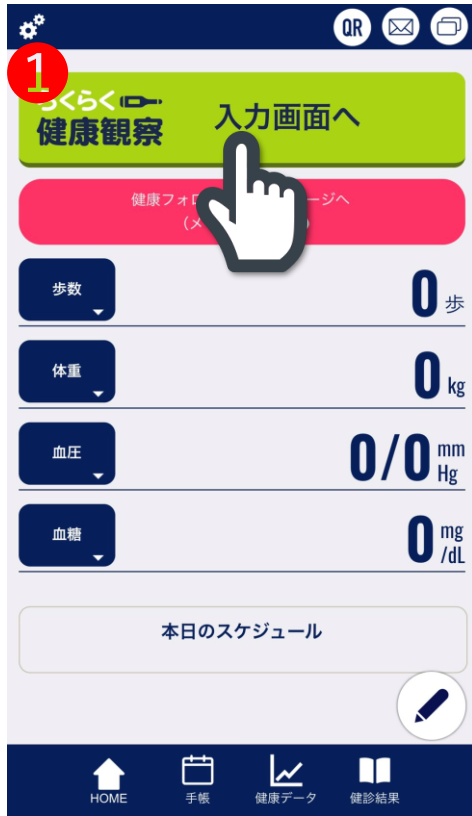 QR
1
らくらく
健康観察
入力画面へ
健康フォ
ージへ
（メ
）
歩数
0 歩
体重
0 kg
血圧
0/0 mm
Hg
血糖
0 mg
/dL
本日のスケジュール
HOME
手帳
健康データ
健診結果